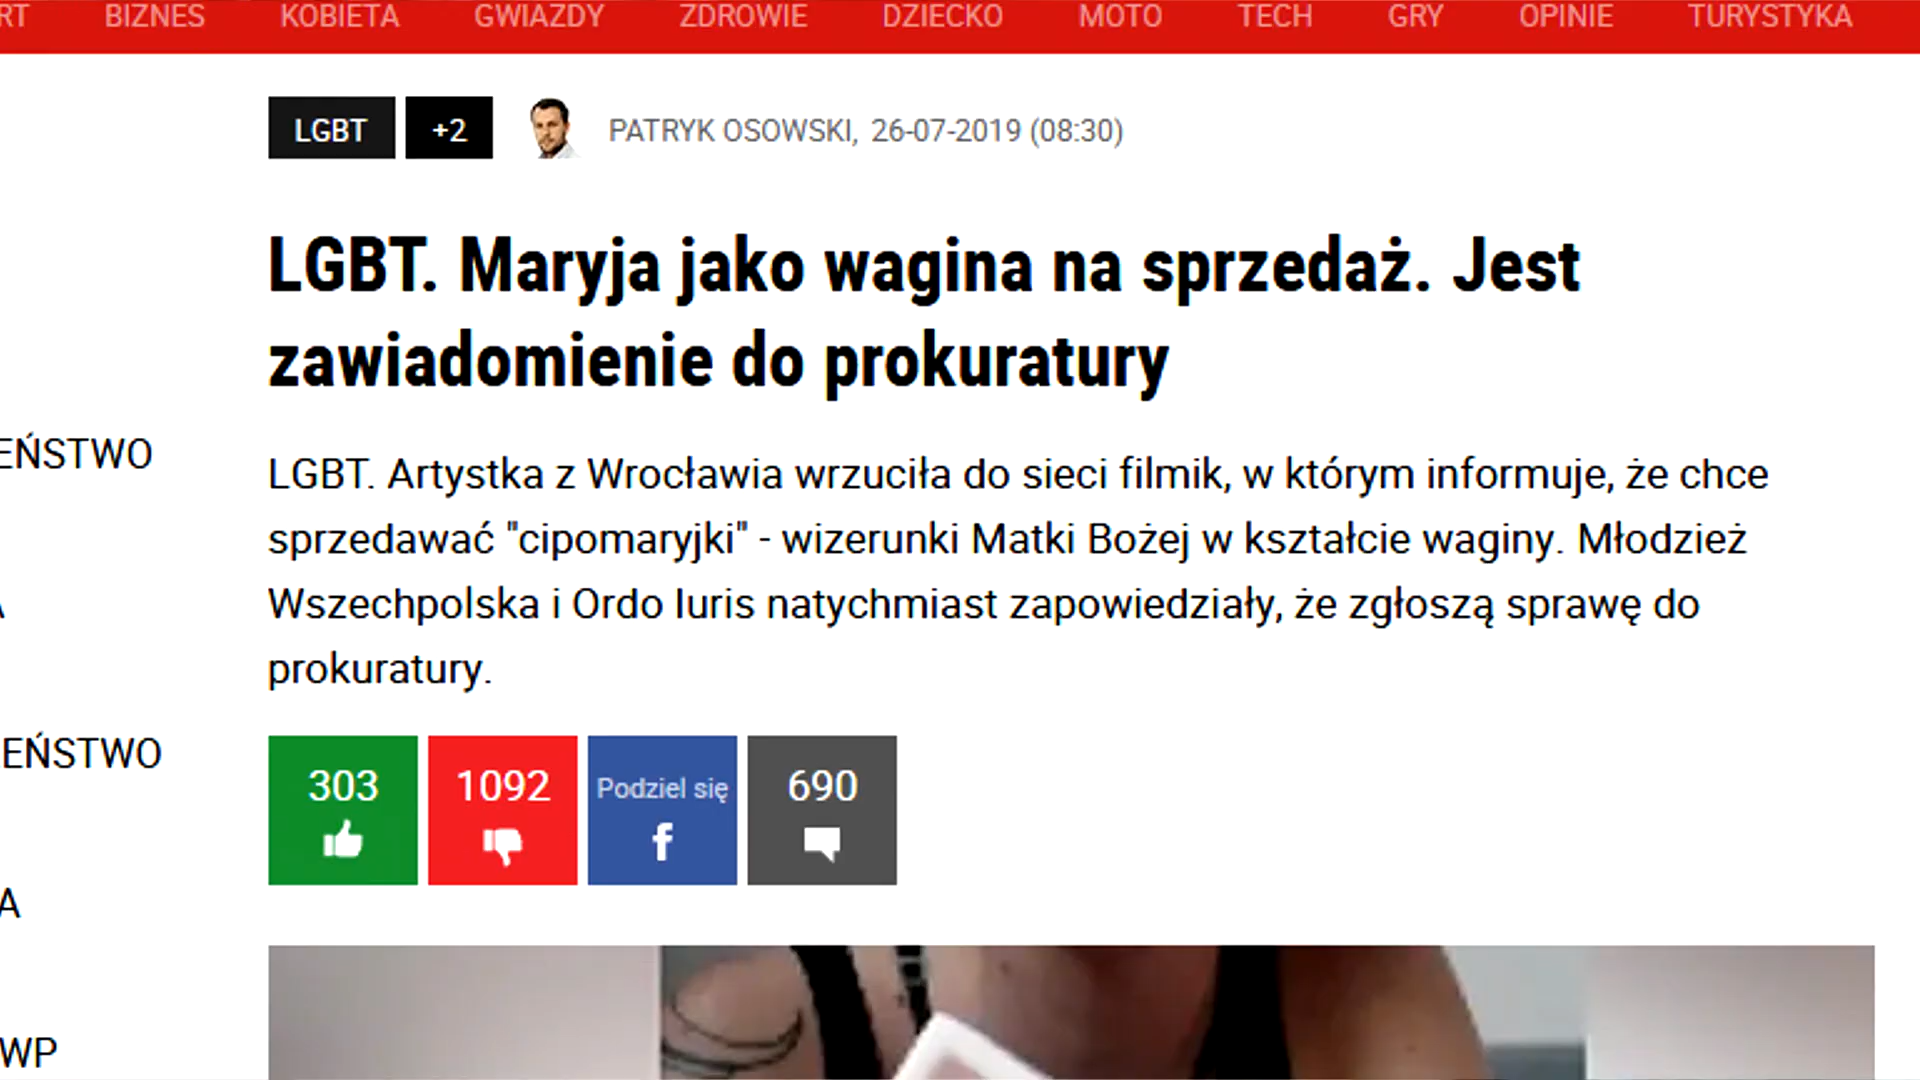 RT BIZNES KOBIETA GWIAZDY ZDROWIE DZIECKO MOTO TECH GRY OPINIE TURYSTYKA
LGBT +2 PATRYK OSOWSKI, 26-07-2019 (08:30)
LGBT. Maryja jako wagina na sprzedaż. Jest
zawiadomienie do prokuratury
EŃSTWO
LGBT. Artystka z Wrocławia wrzuciła do sieci filmik, w którym informuje, że chce
sprzedawać "cipomaryjki" - wizerunki Matki Bożej w kształcie waginy. Młodzież
A
Wszechpolska i Ordo Iuris natychmiast zapowiedziały, że zgłoszą sprawę do
prokuratury.
EŃSTWO
303 1092 Podziel się 690
f
A
WP